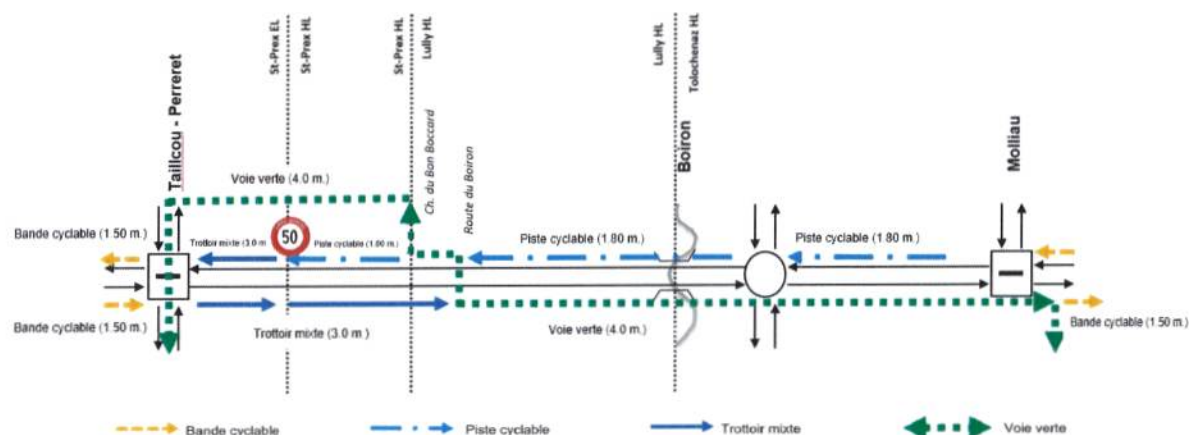 St-Prex EL
St-Prex HL
St-Prex HL
Lully HL
Lully HL
Tolochenaz HL
Taillcou - Perreret
Ch. du Bon Boccard
Route du Boiron
Boiron
Molliau
Voie verte (4.0 m.)
Bande cyclable (1.50 m.)
50
Trottoir mixte (3.0 m
Piste cyclable (1.80 m.)
Piste cyclable (1.80 m.)
Piste cyclable (1.80 m.)
Bande cyclable (1.50 m.)
Trottoir mixte (3.0 m )
Voie verte (4.0 m.)
Bande cyclable (1.50 m.)
Bande cyclable
Piste cyclable
Trottoir mixte
Voie verte